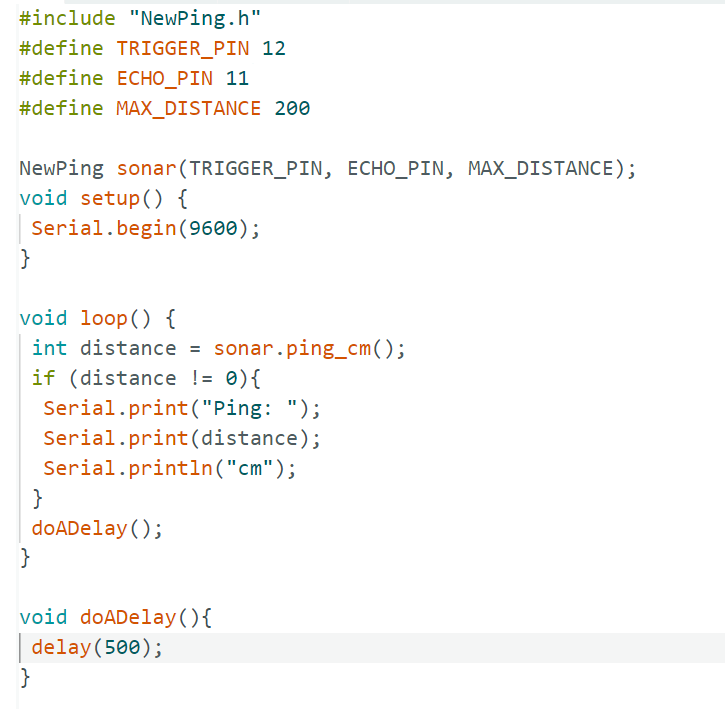 #include "NewPing.h"
#define TRIGGER_PIN 12
#define ECHO_PIN 11
#define MAX_DISTANCE 200

NewPing sonar(TRIGGER_PIN, ECHO_PIN, MAX_DISTANCE);
void setup() {
 Serial.begin(9600);
}

void loop() {
 int distance = sonar.ping_cm();
 if (distance != 0){
  Serial.print("Ping: ");
  Serial.print(distance);
  Serial.println("cm");
 }
 doADelay();
}

void doADelay(){
 delay(500);
}